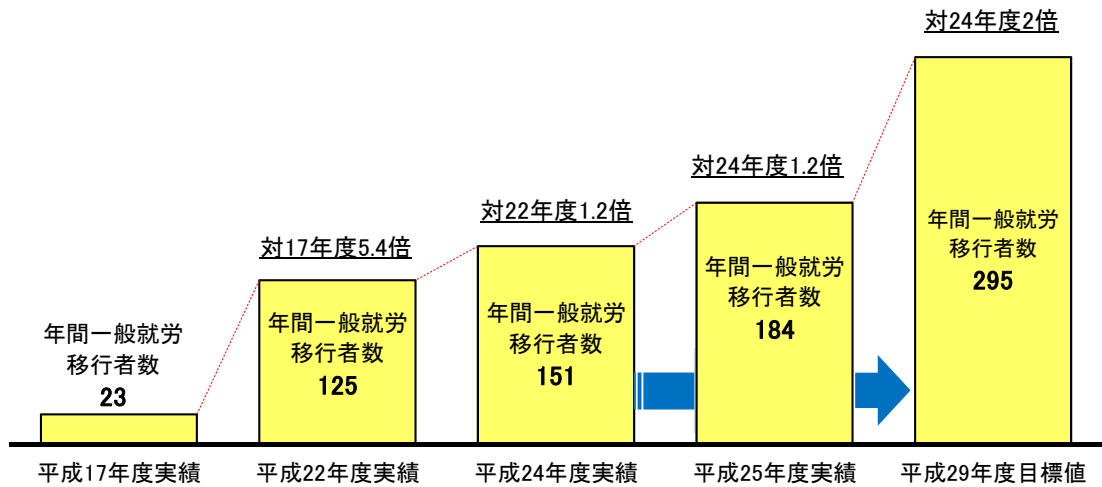 年間一般就労
移行者数
23
平成17年度実績
対17年度5.4倍
年間一般就労
移行者数
125
平成22年度実績
対22年度1.2倍
年間一般就労
移行者数
151
平成24年度実績
対24年度1.2倍
年間一般就労
移行者数
184
平成25年度実績
対24年度2倍
年間一般就労
移行者数
295
平成29年度目標値